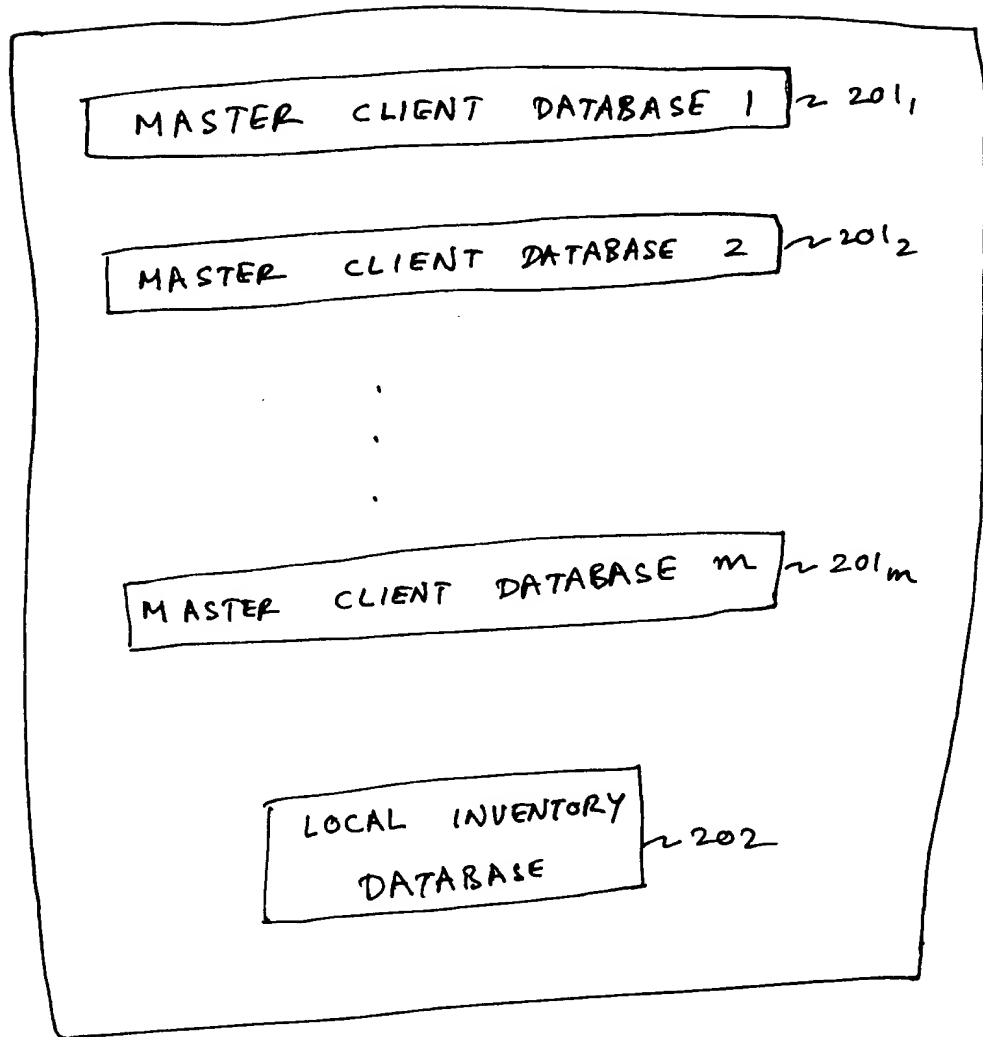 MASTER CLIENT DATABASE 1 ~ 201₁
MASTER CLIENT DATABASE 2 ~ 201₂
.
.
.
MASTER CLIENT DATABASE m ~ 201ₘ
LOCAL INVENTORY
DATABASE ~ 202